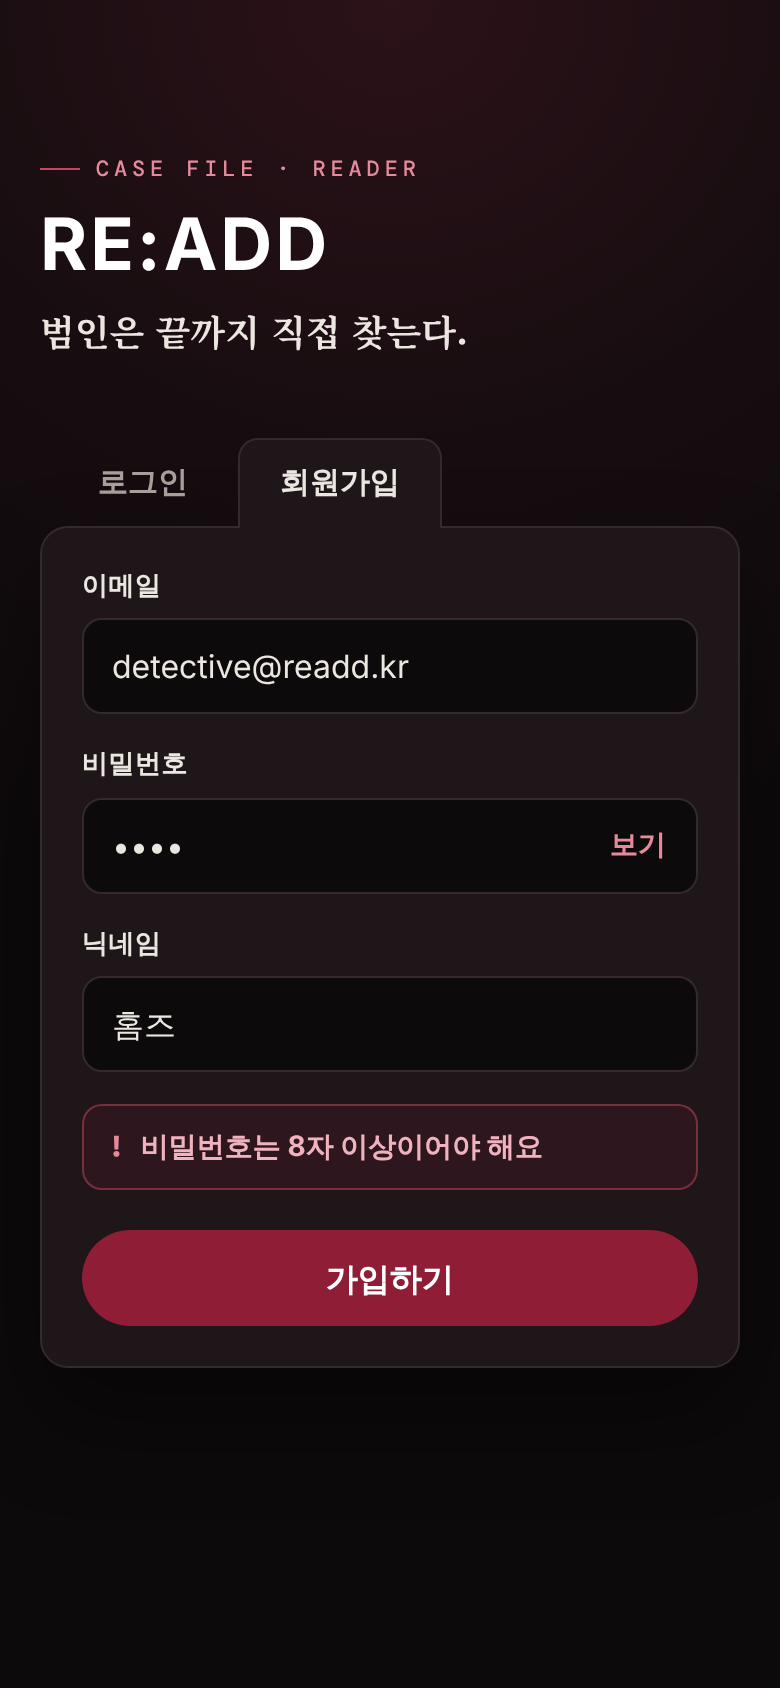 CASE FILE · READER
RE:ADD
범인은 끝까지 직접 찾는다.
로그인 회원가입
이메일
detective@readd.kr
비밀번호
•••• 보기
닉네임
홈즈
! 비밀번호는 8자 이상이어야 해요
가입하기